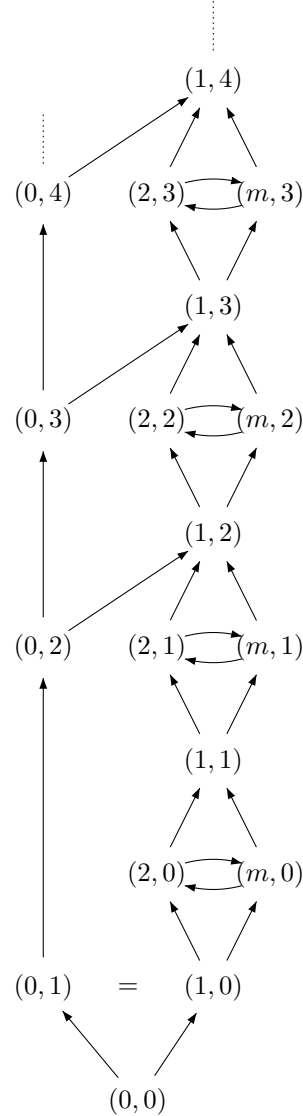 (1, 4)
(0, 4) (2, 3) (m, 3)
(1, 3)
(0, 3) (2, 2) (m, 2)
(1, 2)
(0, 2) (2, 1) (m, 1)
(1, 1)
(2, 0) (m, 0)
(0, 1) = (1, 0)
(0, 0)